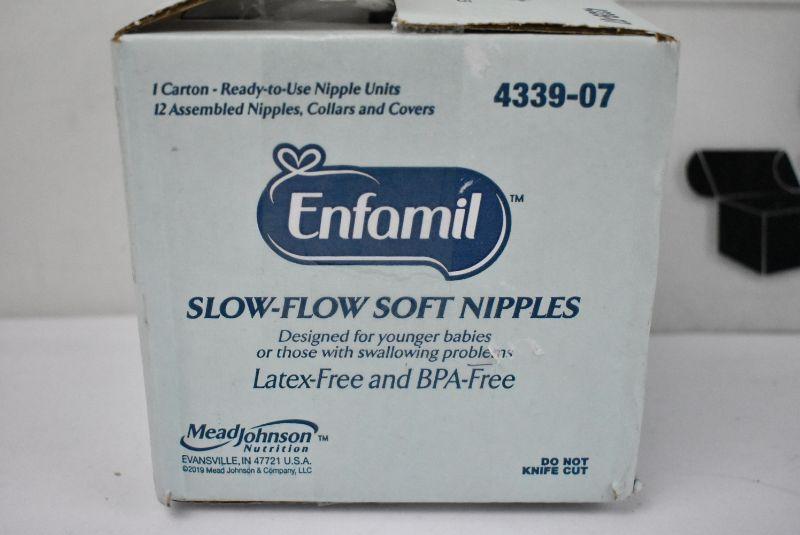 1 Carton - Ready-to-Use Nipple Units
12 Assembled Nipples, Collars and Covers
4339-07
Enfamil™
SLOW-FLOW SOFT NIPPLES
Designed for younger babies
or those with swallowing problems
Latex-Free and BPA-Free
MeadJohnson™
Nutrition
EVANSVILLE, IN 47721 U.S.A.
©2019 Mead Johnson & Company, LLC
DO NOT
KNIFE CUT